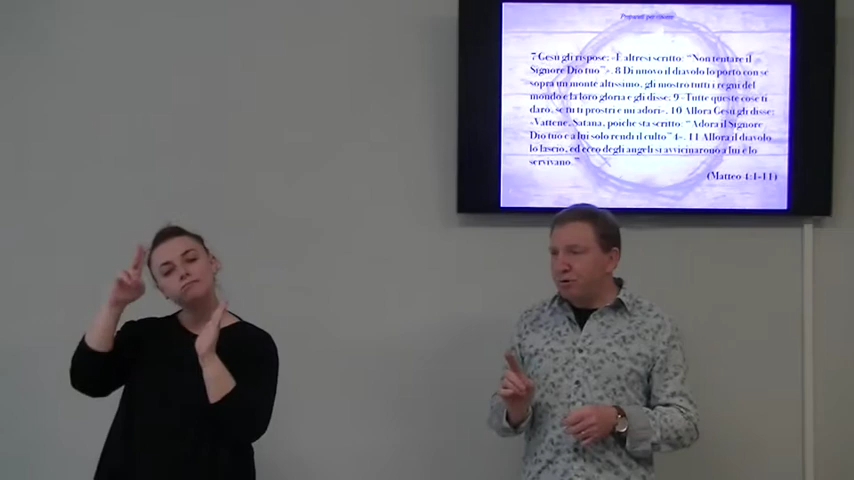 Preparati per vincere
7 Gesù gli rispose: «È altresì scritto: “Non tentare il
Signore Dio tuo”». 8 Di nuovo il diavolo lo portò con sé
sopra un monte altissimo, gli mostrò tutti i regni del
mondo e la loro gloria e gli disse: 9 «Tutte queste cose ti
darò, se tu ti prostri e mi adori». 10 Allora Gesù gli disse:
«Vattene, Satana, poiché sta scritto: “Adora il Signore
Dio tuo e a lui solo rendi il culto”4». 11 Allora il diavolo
lo lasciò, ed ecco degli angeli si avvicinarono a lui e lo
servivano.”
(Matteo 4:1-11)